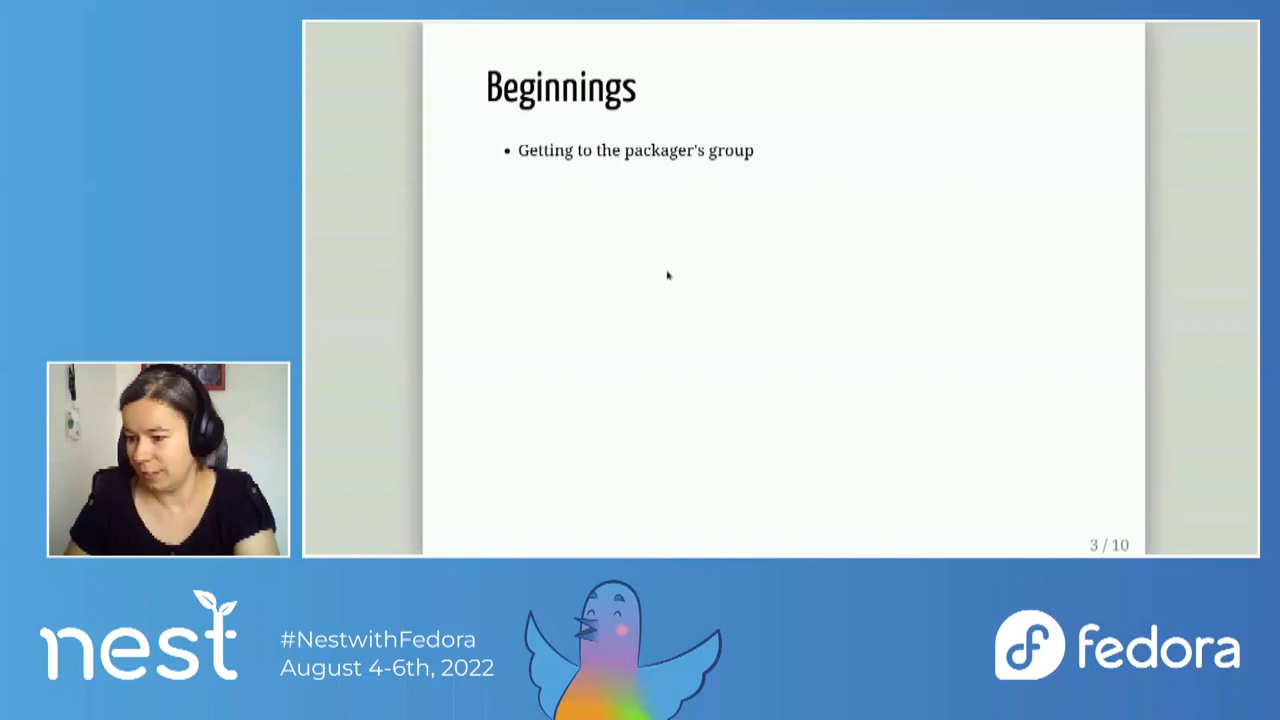 Beginnings
• Getting to the packager's group
3 / 10
nest
#NestwithFedora
August 4-6th, 2022
fedora